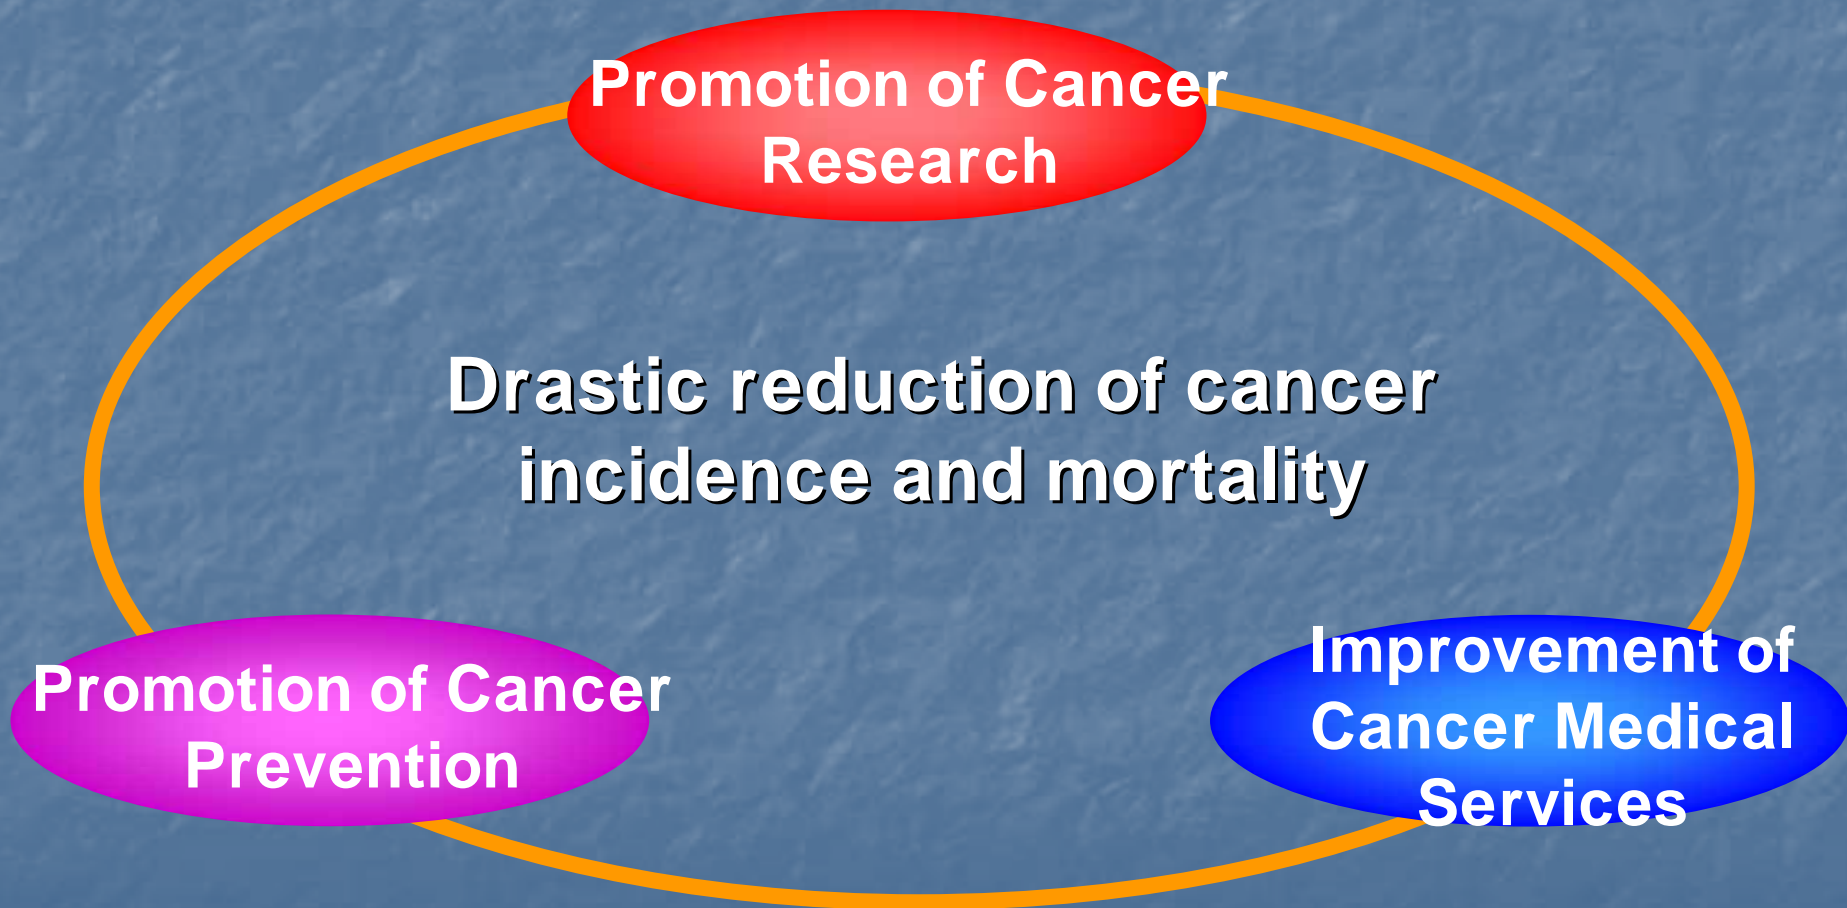 Promotion of Cancer
Research
Drastic reduction of cancer
incidence and mortality
Promotion of Cancer
Prevention
Improvement of
Cancer Medical
Services